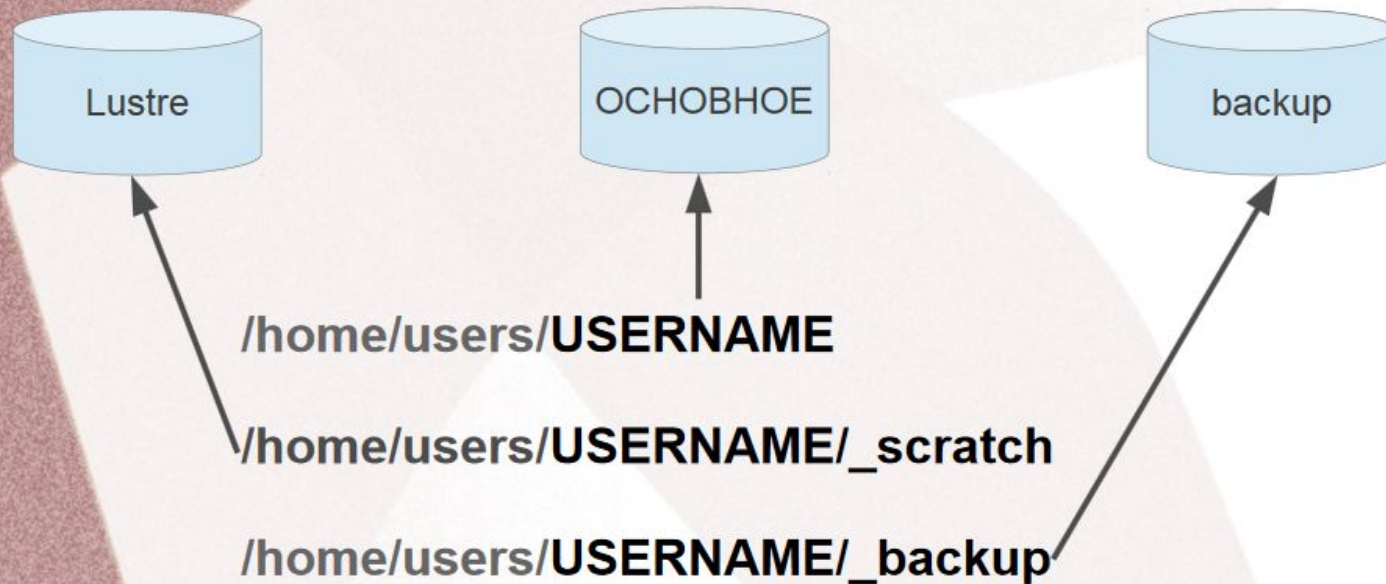 Lustre
ОСНОВНОЕ
backup
/home/users/USERNAME
/home/users/USERNAME/_scratch
/home/users/USERNAME/_backup